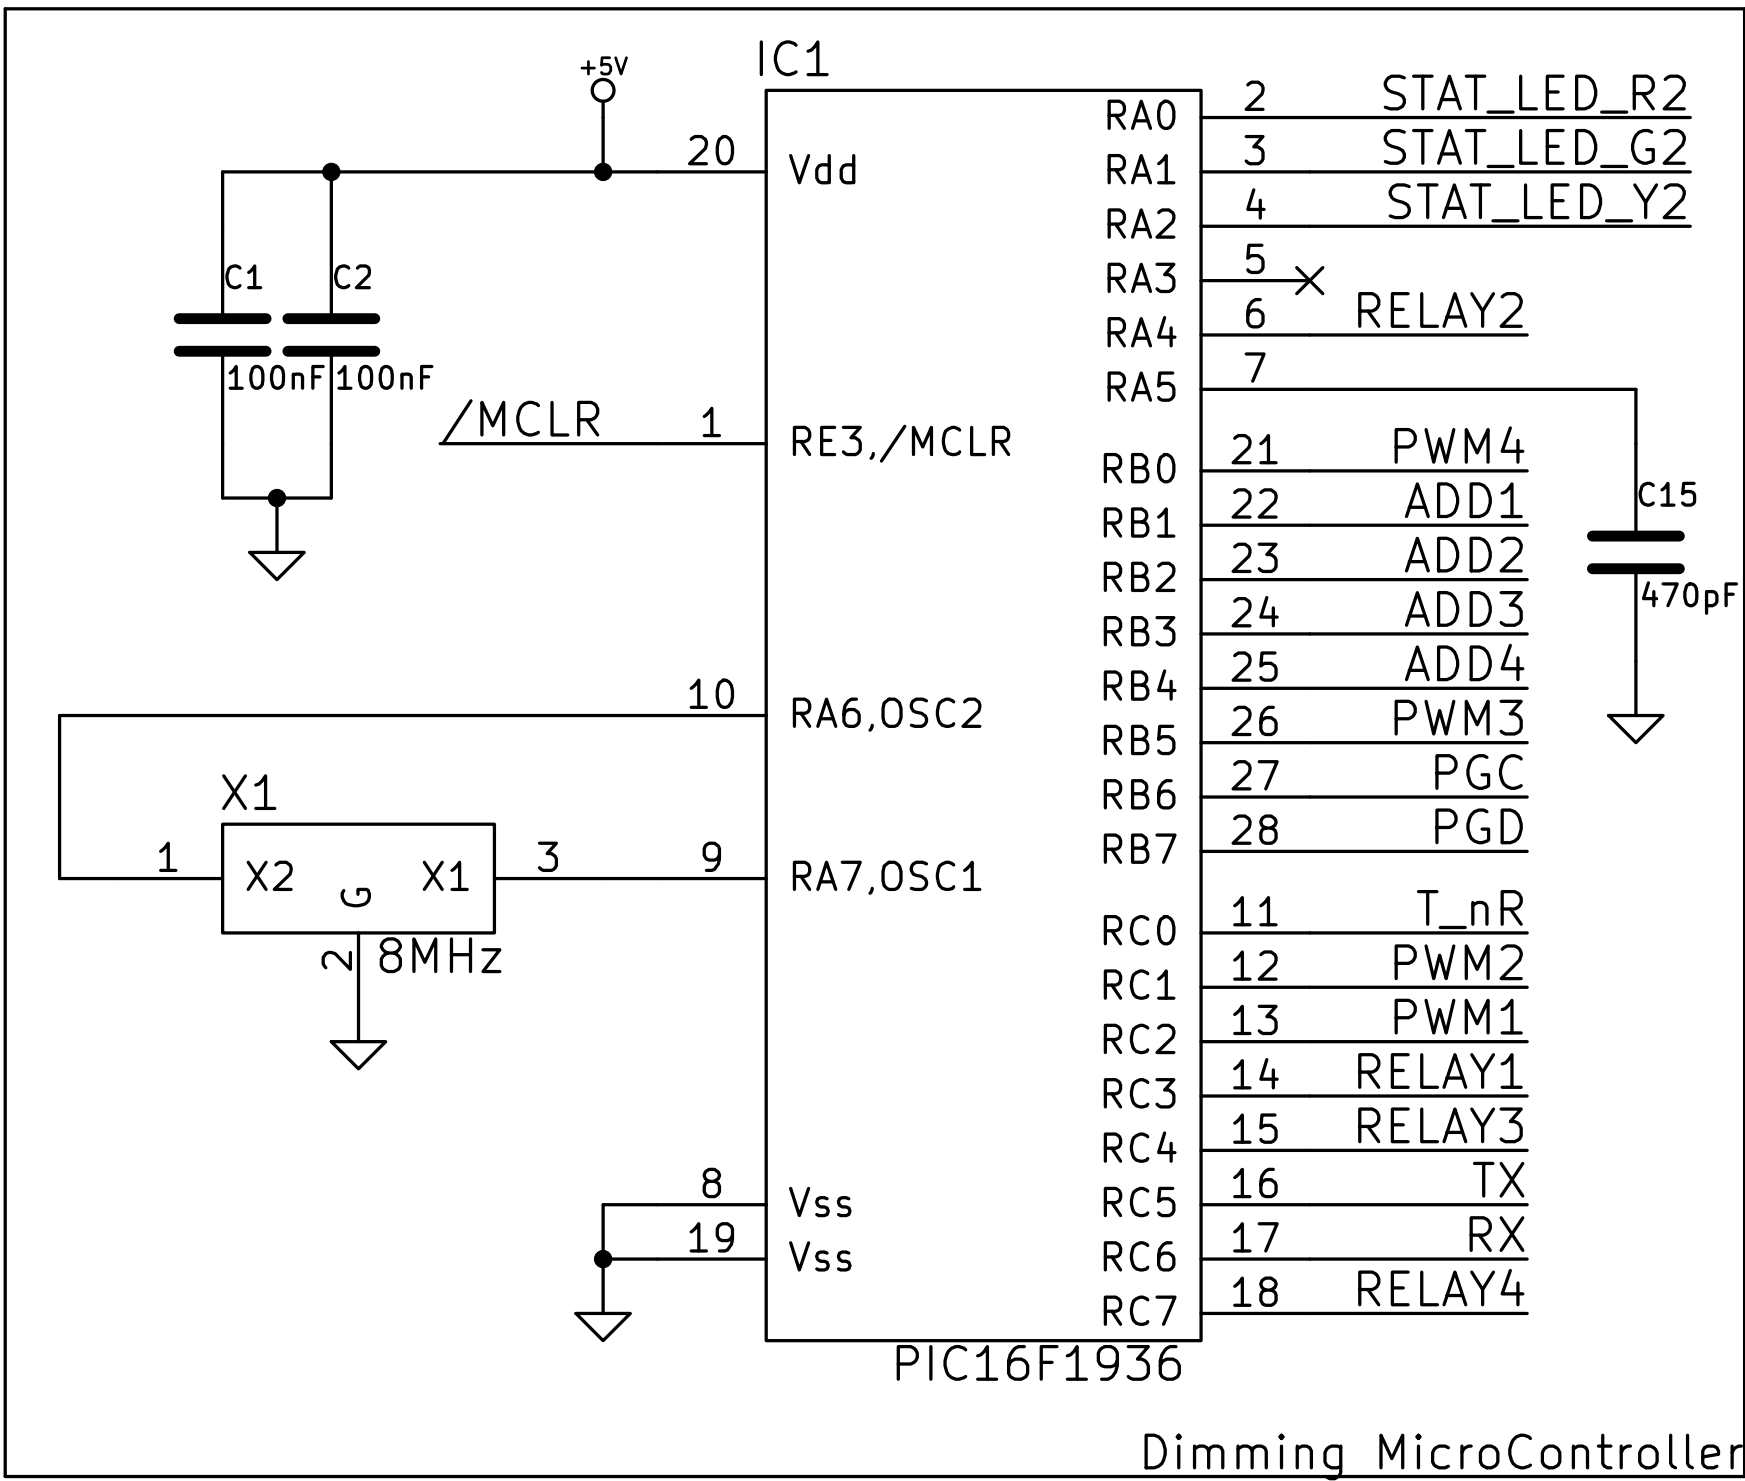 IC1
+5V
20
Vdd
C1
100nF
C2
100nF
/MCLR
1
RE3,/MCLR
10
RA6,OSC2
X1
1
X2
G
X1
3
2
8MHz
9
RA7,OSC1
8
Vss
19
Vss
RA0 2 STAT_LED_R2
RA1 3 STAT_LED_G2
RA2 4 STAT_LED_Y2
RA3 5
RA4 6 RELAY2
RA5 7
C15
470pF
RB0 21 PWM4
RB1 22 ADD1
RB2 23 ADD2
RB3 24 ADD3
RB4 25 ADD4
RB5 26 PWM3
RB6 27 PGC
RB7 28 PGD
RC0 11 T_nR
RC1 12 PWM2
RC2 13 PWM1
RC3 14 RELAY1
RC4 15 RELAY3
RC5 16 TX
RC6 17 RX
RC7 18 RELAY4
PIC16F1936
Dimming MicroController